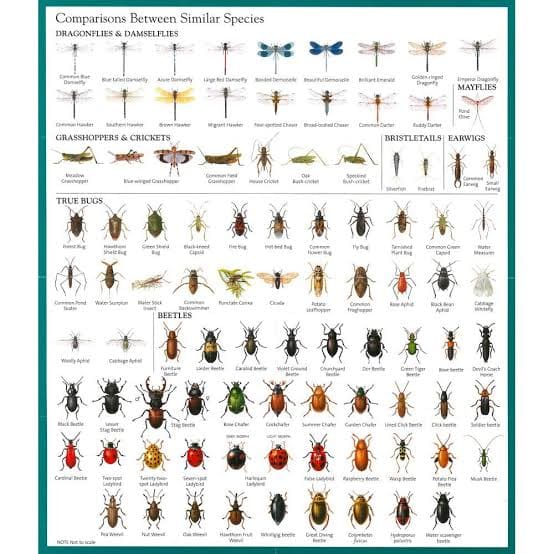 Comparisons Between Similar Species
DRAGONFLIES & DAMSELFLIES
Common Blue
Damselfly
Blue-tailed Damselfly
Azure Damselfly
Large Red Damselfly
Banded Demoiselle
Beautiful Demoiselle
Brilliant Emerald
Golden-ringed
Dragonfly
Emperor Dragonfly
Common Hawker
Southern Hawker
Brown Hawker
Migrant Hawker
Four-spotted Chaser
Broad-bodied Chaser
Common Darter
Ruddy Darter
MAYFLIES
Pond
Olive
GRASSHOPPERS & CRICKETS
Meadow
Grasshopper
Blue-winged Grasshopper
Common Field
Grasshopper
House Cricket
Oak
Bush-cricket
Speckled
Bush-cricket
BRISTLETAILS
Silverfish
Firebrat
EARWIGS
Common
Earwig
Small
Earwig
TRUE BUGS
Forest Bug
Hawthorn
Shield Bug
Green Shield
Bug
Black-kneed
Capsid
Fire Bug
Hot-bed Bug
Common
Flower Bug
Fly Bug
Tarnished
Plant Bug
Common Green
Capsid
Water
Measurer
Common Pond
Skater
Water Scorpion
Water Stick
Insect
Common
Backswimmer
Ponctuate Corixa
Cicada
Potato
Leafhopper
Common
Froghopper
Rose Aphid
Black Bean
Aphid
Cabbage
Whitefly
Woolly Aphid
Cabbage Aphid
BEETLES
Furniture
Beetle
Larder Beetle
Carabid Beetle
Violet Ground
Beetle
Churchyard
Beetle
Dor Beetle
Green Tiger
Beetle
Rove Beetle
Devil's Coach
Horse
Black Beetle
Lesser
Stag Beetle
Stag Beetle
Rose Chafer
Cockchafer
Summer Chafer
Garden Chafer
Lined Click Beetle
Click beetle
Soldier beetle
Cardinal Beetle
Two-spot
Ladybird
Twenty-two-
spot Ladybird
Seven-spot
Ladybird
GREY MORPH
LIGHT MORPH
Harlequin
Ladybird
False Ladybird
Raspberry Beetle
Wasp Beetle
Potato Flea
Beetle
Musk Beetle
Pea Weevil
Nut Weevil
Oak Weevil
Hawthorn Fruit
Weevil
Whirligig beetle
Great Diving
Beetle
Colymbetes
fuscus
Hydroporus
palustris
Water scavenger
beetle
NOTE Not to scale